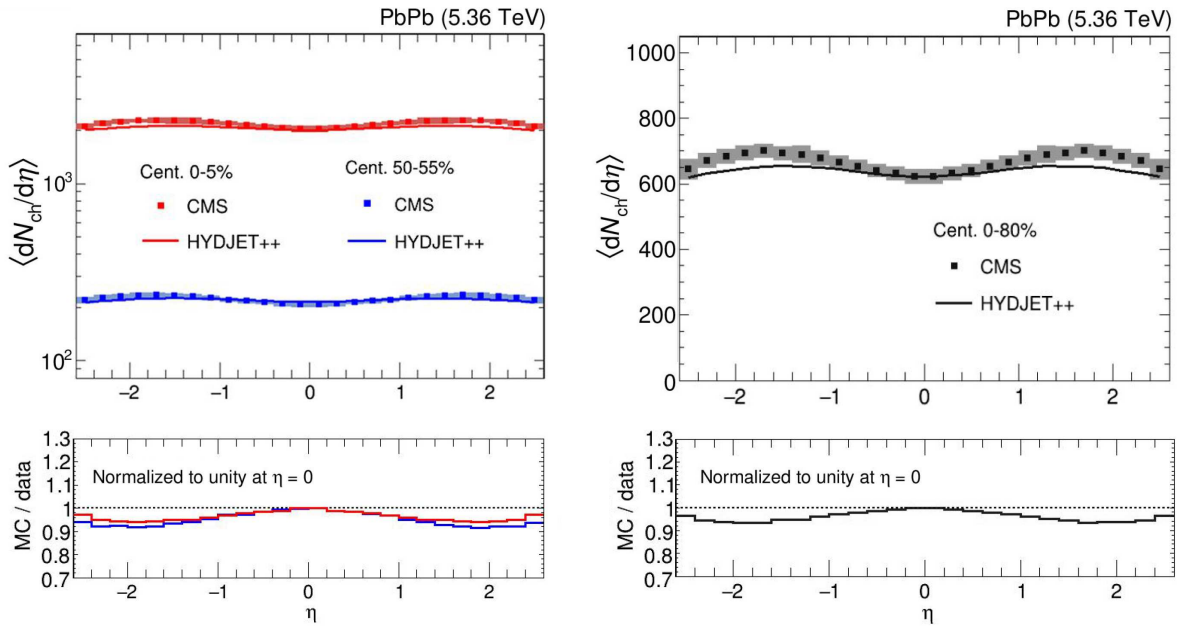 PbPb (5.36 TeV)
⟨dN_ch/dη⟩
10³
10²
Cent. 0-5%
CMS
HYDJET++
Cent. 50-55%
CMS
HYDJET++
−2 −1 0 1 2
MC / data
1.3
1.2
1.1
1
0.9
0.8
0.7
Normalized to unity at η = 0
−2 −1 0 1 2
η
PbPb (5.36 TeV)
⟨dN_ch/dη⟩
1000
800
600
400
200
0
Cent. 0-80%
CMS
HYDJET++
−2 −1 0 1 2
MC / data
1.3
1.2
1.1
1
0.9
0.8
0.7
Normalized to unity at η = 0
−2 −1 0 1 2
η